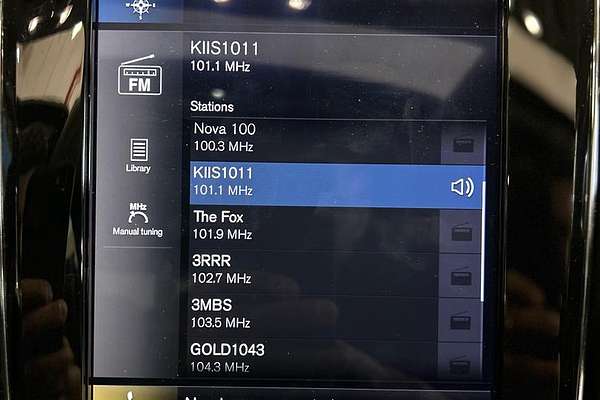 KIIS1011
101.1 MHz
FM
Stations
Nova 100
100.3 MHz
Library
KIIS1011
101.1 MHz
MHz
Manual tuning
The Fox
101.9 MHz
3RRR
102.7 MHz
3MBS
103.5 MHz
GOLD1043
104.3 MHz